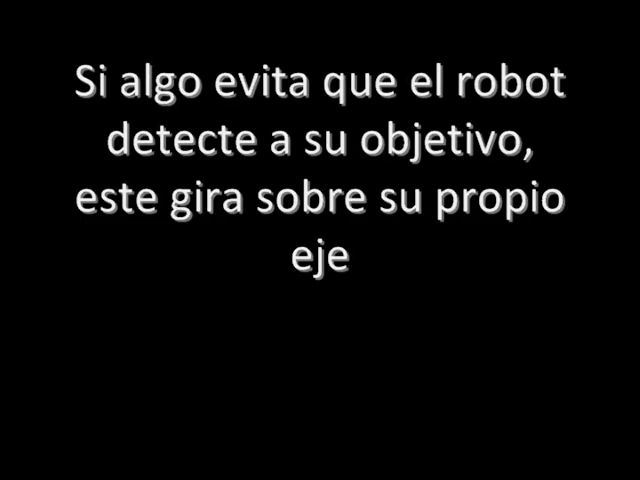 Si algo evita que el robot
detecte a su objetivo,
este gira sobre su propio
eje